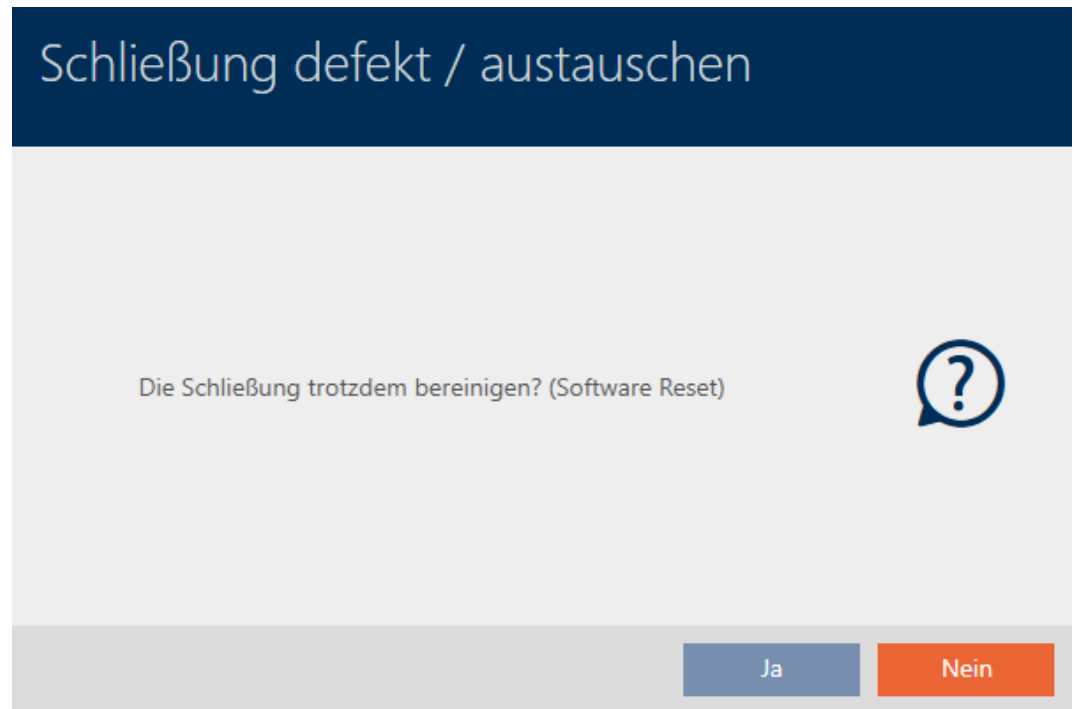 Schließung defekt / austauschen
Die Schließung trotzdem bereinigen? (Software Reset)
?
Ja
Nein